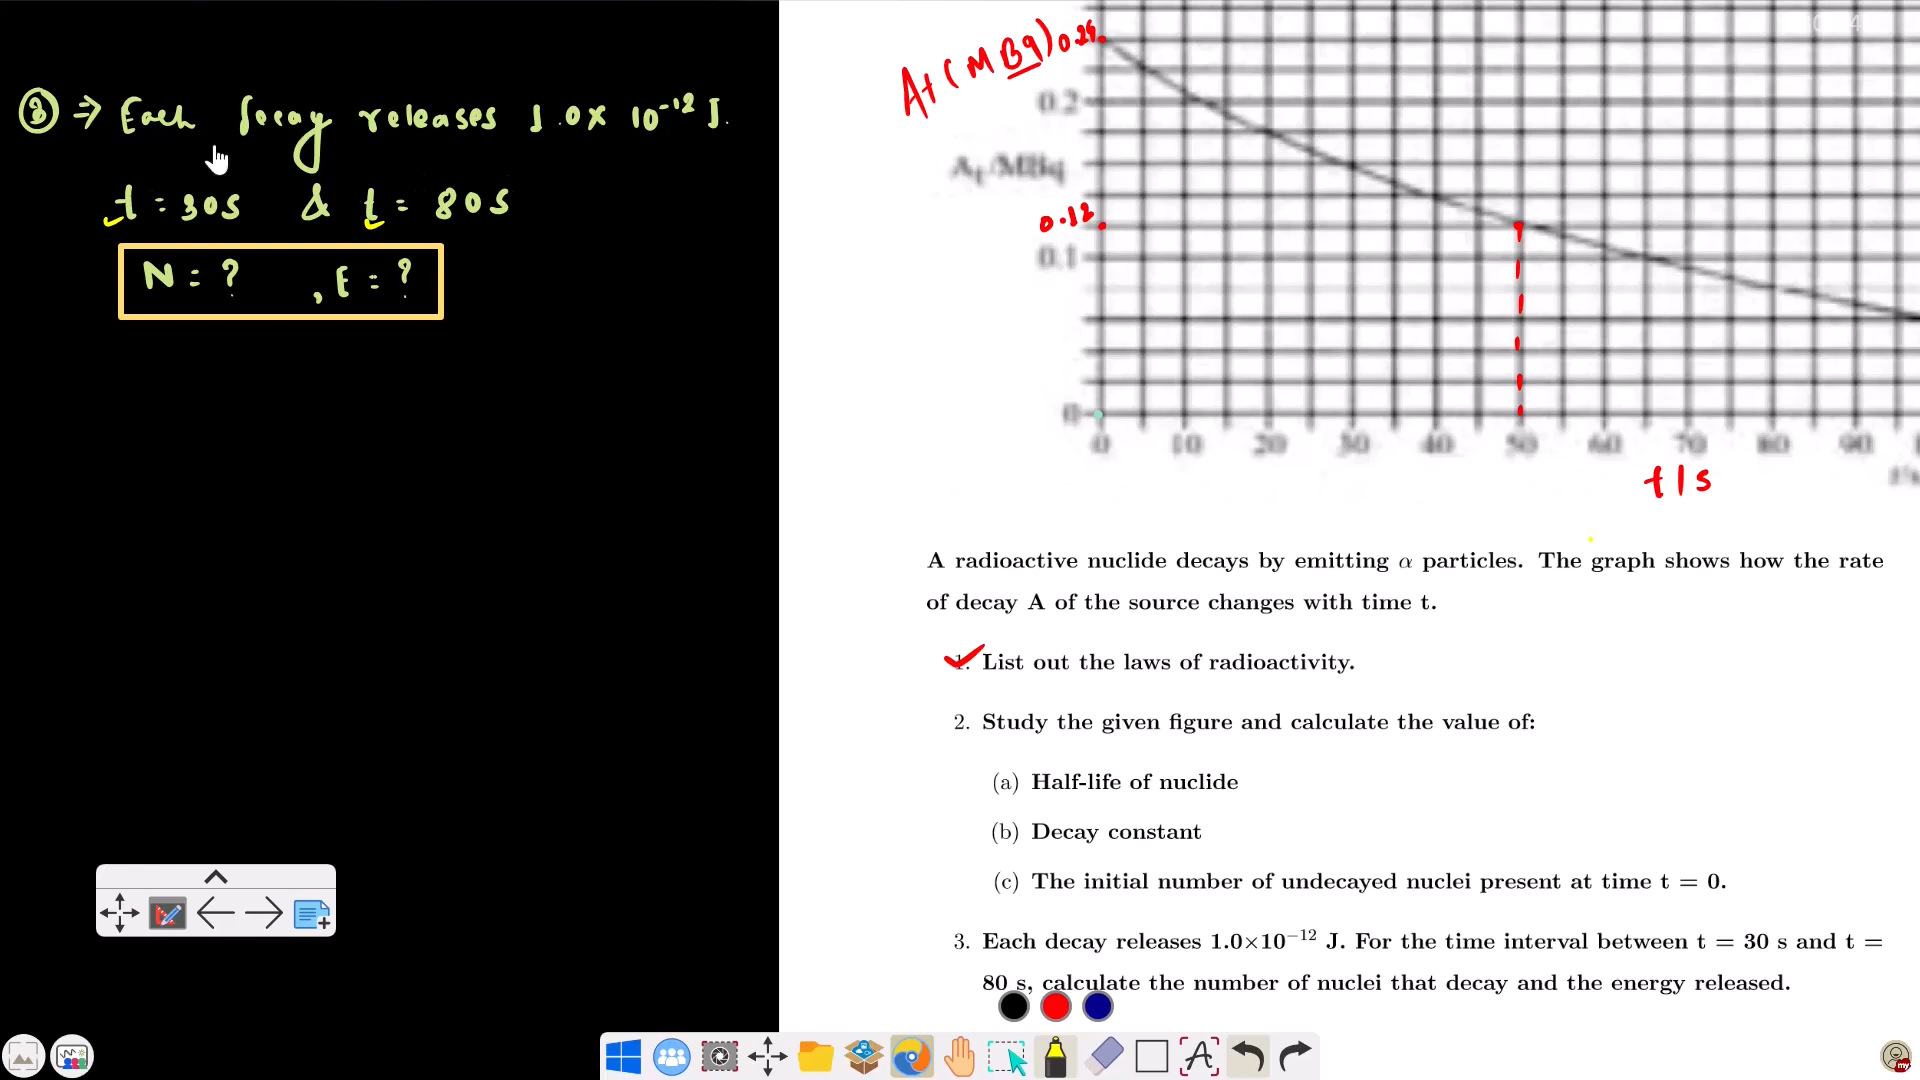 ③ ⇒ Each decay releases 1.0× 10⁻¹² J.
t = 30s & t = 80s
N = ? , E = ?
At (MBq) 0.24
0.2
At/MBq
0.12
0.1
0
0 10 20 30 40 50 60 70 80 90
t/s
t/s
A radioactive nuclide decays by emitting α particles. The graph shows how the rate
of decay A of the source changes with time t.
1. List out the laws of radioactivity.
2. Study the given figure and calculate the value of:
(a) Half-life of nuclide
(b) Decay constant
(c) The initial number of undecayed nuclei present at time t = 0.
3. Each decay releases 1.0×10⁻¹² J. For the time interval between t = 30 s and t =
80 s, calculate the number of nuclei that decay and the energy released.